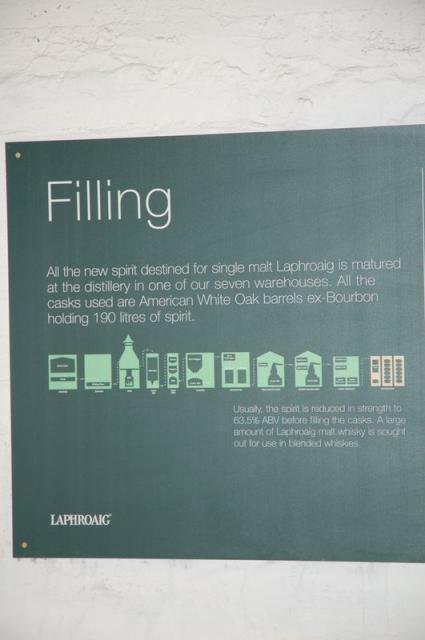 Filling
All the new spirit destined for single malt Laphroaig is matured
at the distillery in one of our seven warehouses. All the
casks used are American White Oak barrels ex-Bourbon
holding 190 litres of spirit.
Usually, the spirit is reduced in strength to
63.5% ABV before filling the casks. A large
amount of Laphroaig malt whisky is sought
out for use in blended whiskies.
LAPHROAIG®